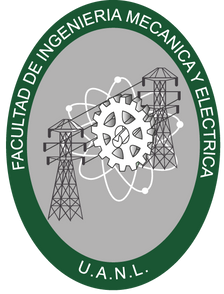 FACULTAD DE INGENIERIA MECANICA Y ELECTRICA
U.A.N.L.